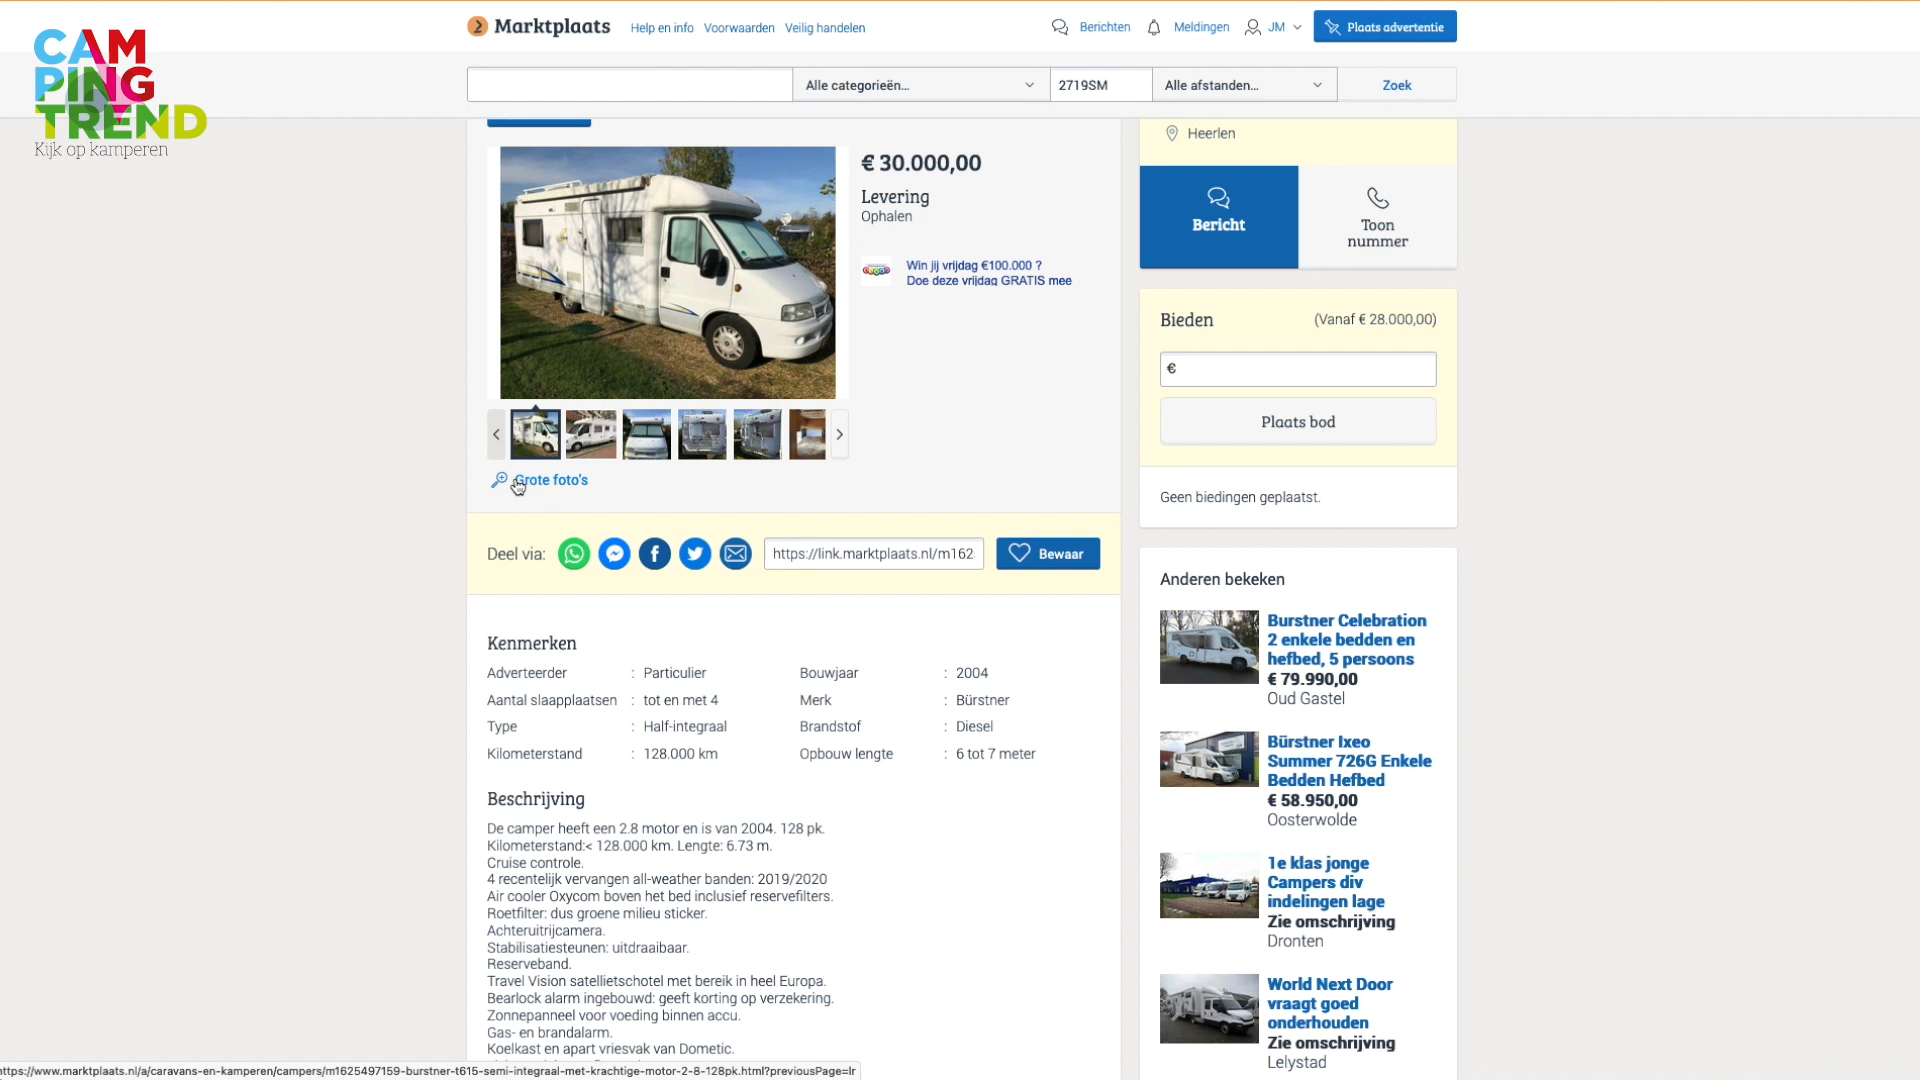 CAM
PING
TREND
Kijk op kamperen
Marktplaats
Help en info
Voorwaarden
Veilig handelen
Berichten
Meldingen
JM
Plaats advertentie
Alle categorieën...
2719SM
Alle afstanden...
Zoek
€ 30.000,00
Levering
Ophalen
Win jij vrijdag €100.000 ?
Doe deze vrijdag GRATIS mee
Grote foto's
Heerlen
Bericht
Toon
nummer
Bieden
(Vanaf € 28.000,00)
€
Plaats bod
Geen biedingen geplaatst.
Deel via:
https://link.marktplaats.nl/m162
Bewaar
Kenmerken
Adverteerder : Particulier Bouwjaar : 2004
Aantal slaapplaatsen : tot en met 4 Merk : Bürstner
Type : Half-integraal Brandstof : Diesel
Kilometerstand : 128.000 km Opbouw lengte : 6 tot 7 meter
Beschrijving
De camper heeft een 2.8 motor en is van 2004. 128 pk.
Kilometerstand:< 128.000 km. Lengte: 6.73 m.
Cruise controle.
4 recentelijk vervangen all-weather banden: 2019/2020
Air cooler Oxycom boven het bed inclusief reservefilters.
Roetfilter: dus groene milieu sticker.
Achteruitrijcamera.
Stabilisatiesteunen: uitdraaibaar.
Reserveband.
Travel Vision satellietschotel met bereik in heel Europa.
Bearlock alarm ingebouwd: geeft korting op verzekering.
Zonnepanneel voor voeding binnen accu.
Gas- en brandalarm.
Koelkast en apart vriesvak van Dometic.
Anderen bekeken
Burstner Celebration
2 enkele bedden en
hefbed, 5 persoons
€ 79.990,00
Oud Gastel
Bürstner Ixeo
Summer 726G Enkele
Bedden Hefbed
€ 58.950,00
Oosterwolde
1e klas jonge
Campers div
indelingen lage
Zie omschrijving
Dronten
World Next Door
vraagt goed
onderhouden
Zie omschrijving
Lelystad
https://www.marktplaats.nl/a/caravans-en-kamperen/campers/m1625497159-burstner-t615-semi-integraal-met-krachtige-motor-2-8-128pk.html?previousPage=lr